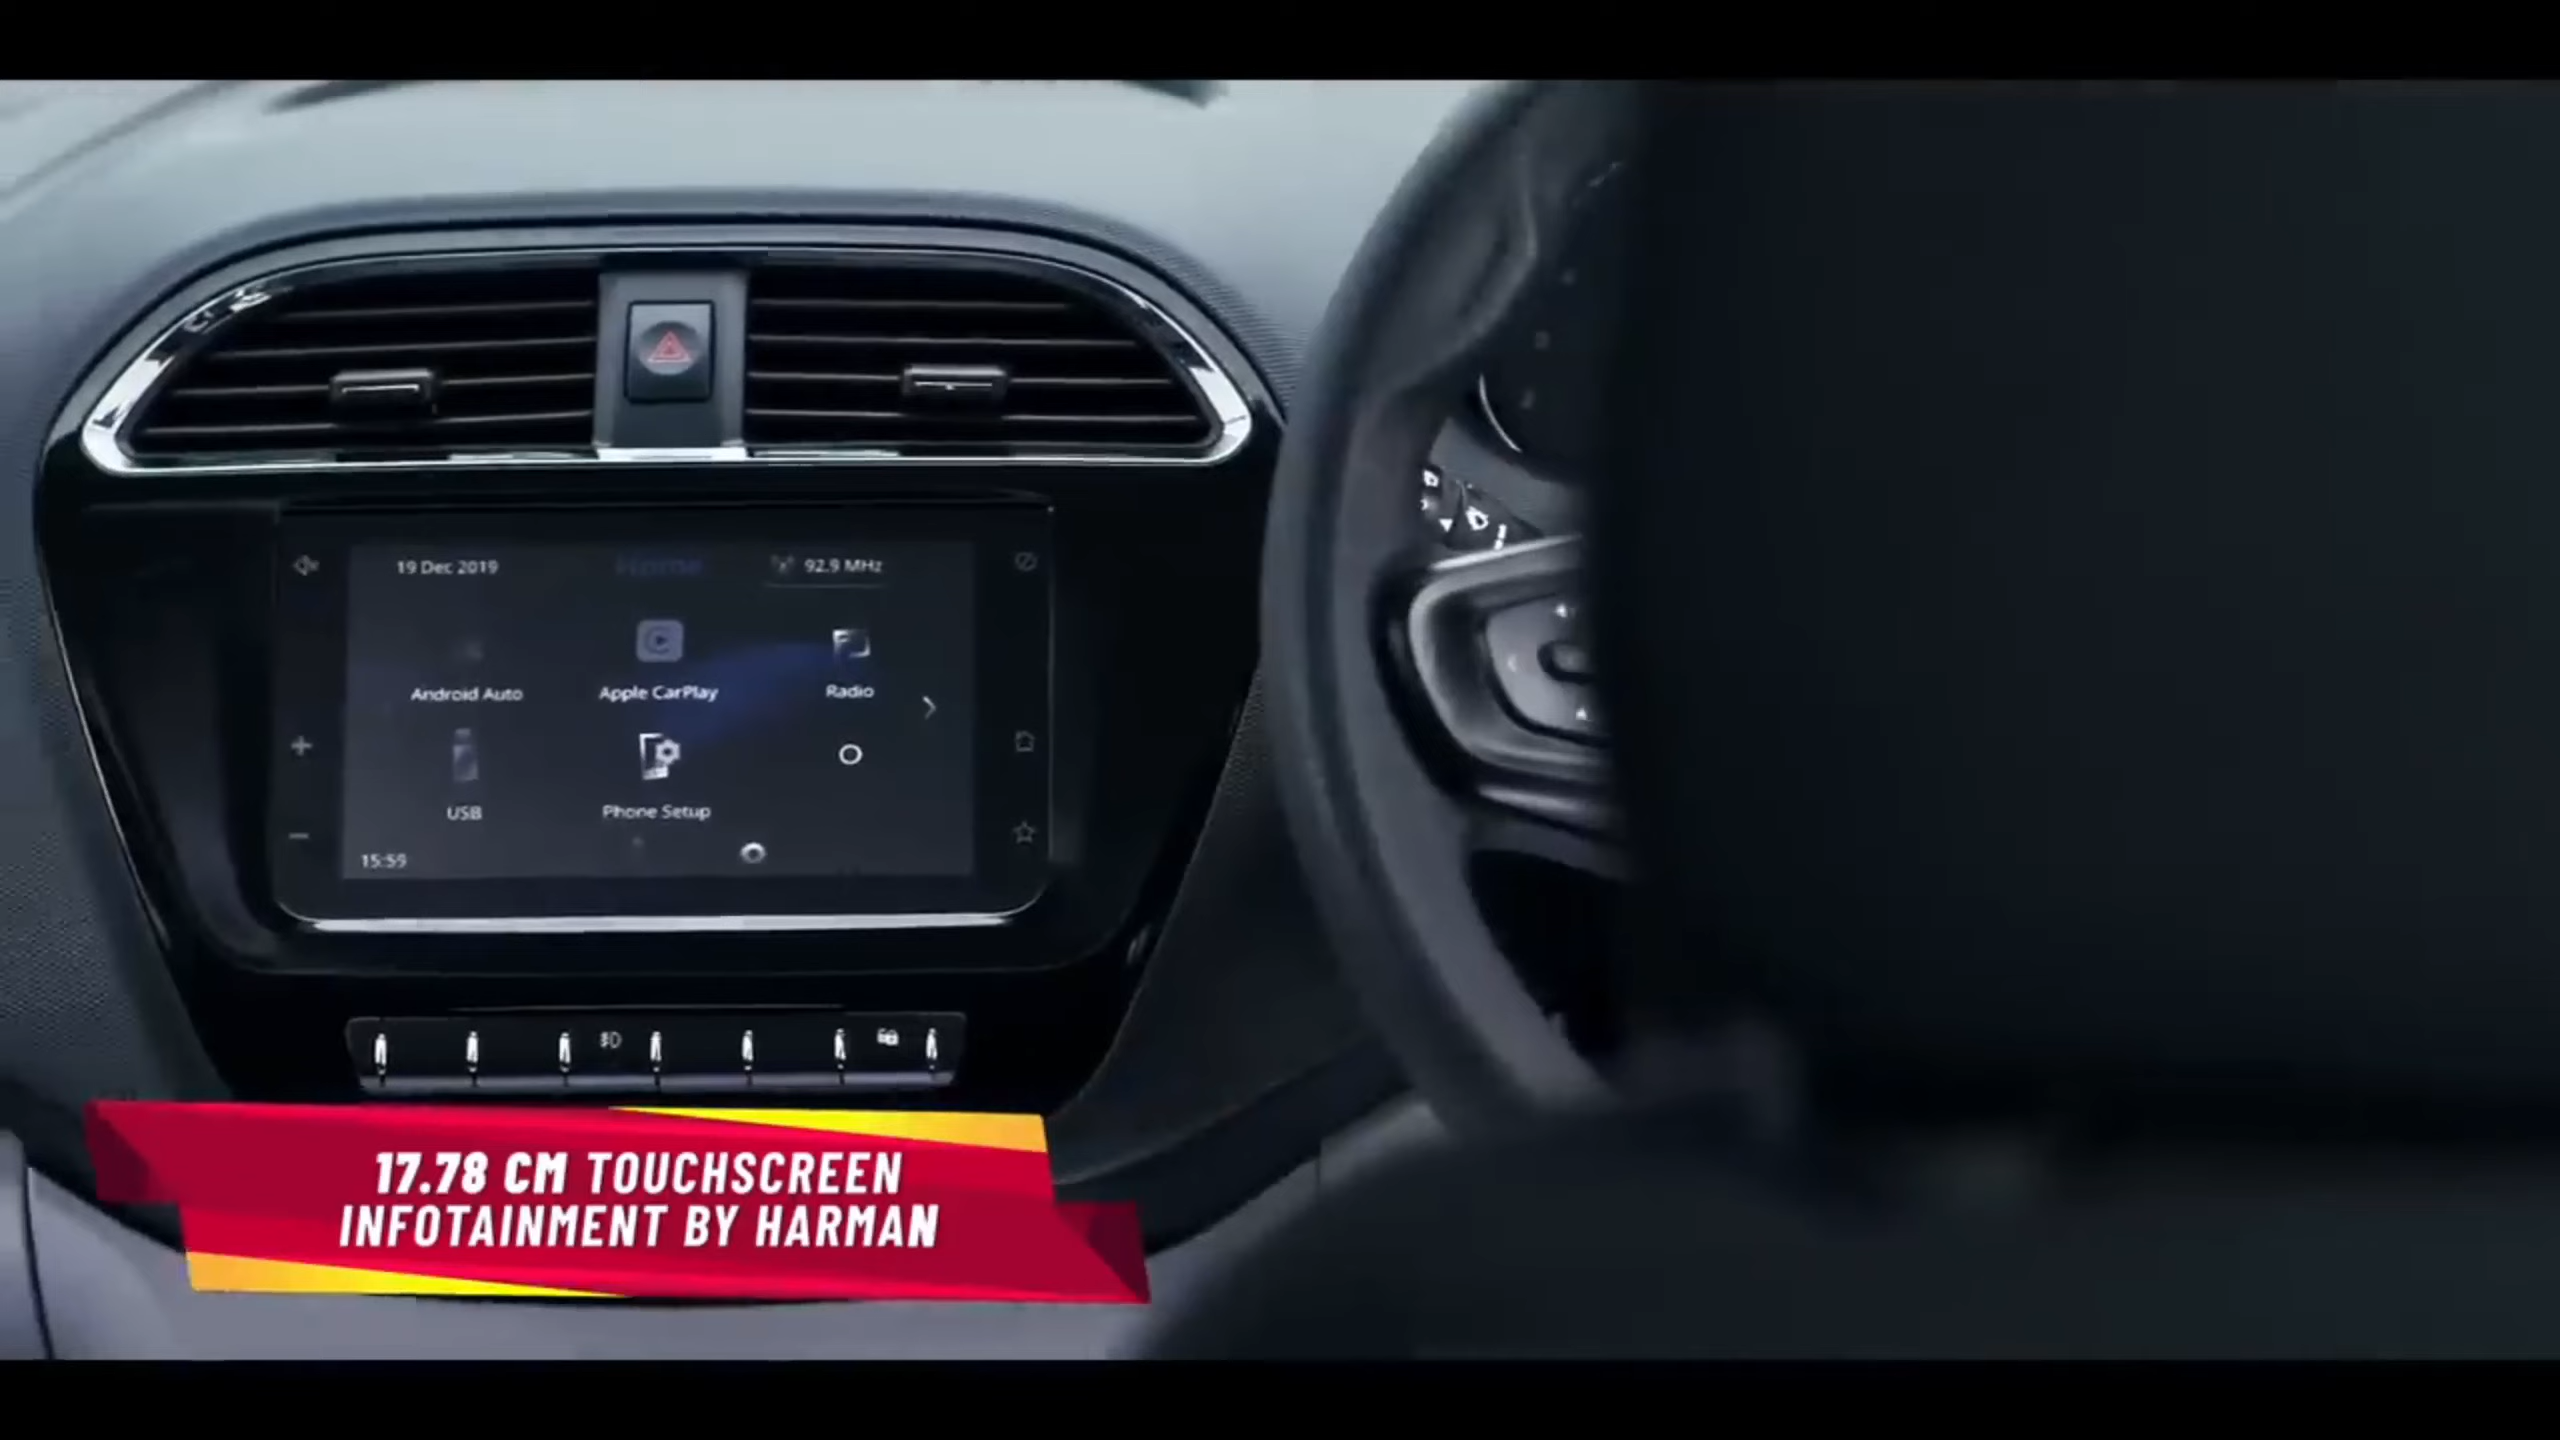 19 Dec 2019
Home
92.9 MHz
Android Auto
Apple CarPlay
Radio
USB
Phone Setup
15:59
17.78 CM TOUCHSCREEN
INFOTAINMENT BY HARMAN